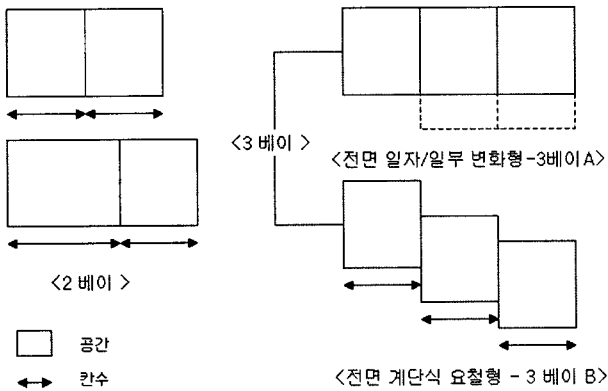 <3 베이 >
<전면 일자/일부 변화형-3베이A>
<2 베이 >
공간
칸수
<전면 계단식 요철형 - 3 베이 B>